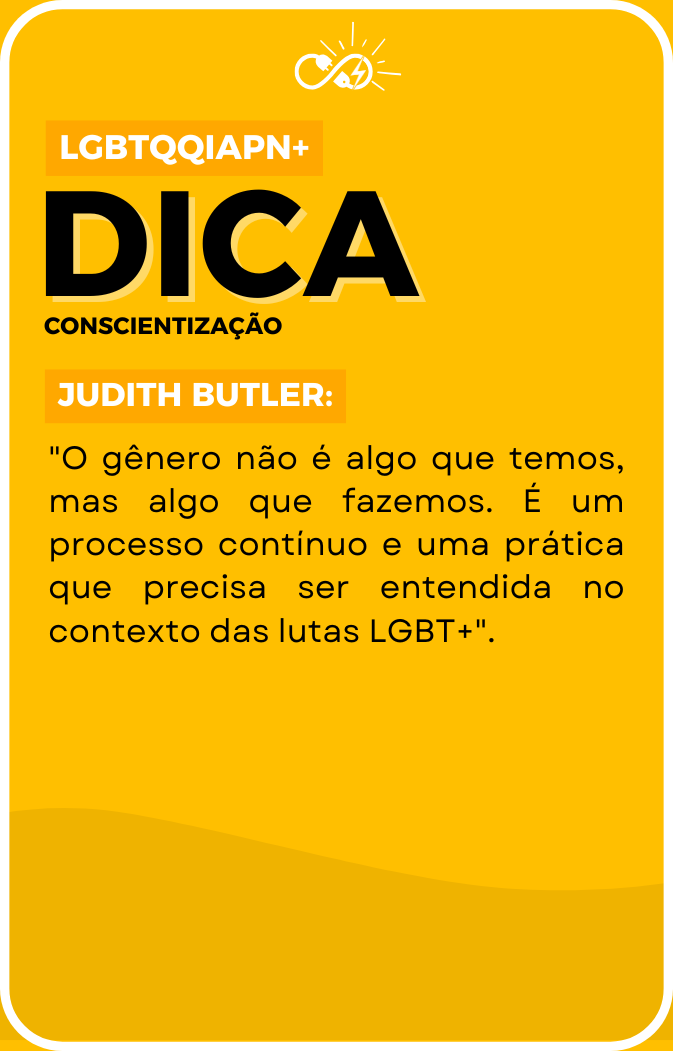 LGBTQQIAPN+
DICA
CONSCIENTIZAÇÃO
JUDITH BUTLER:
"O gênero não é algo que temos,
mas algo que fazemos. É um
processo contínuo e uma prática
que precisa ser entendida no
contexto das lutas LGBT+".